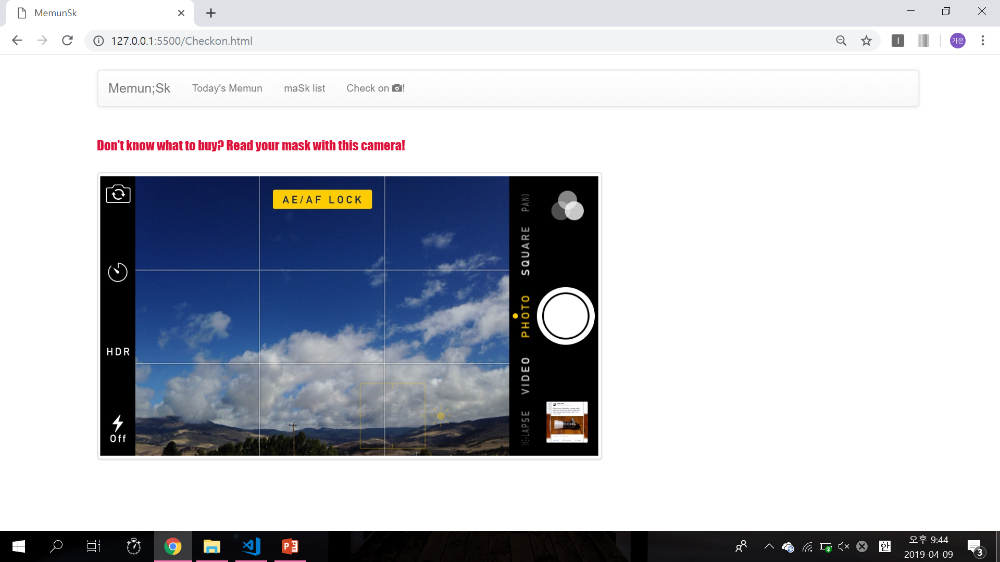 MemunSk
127.0.0.1:5500/Checkon.html
가은
Memun;Sk Today's Memun maSk list Check on !
Don't know what to buy? Read your mask with this camera!
AE/AF LOCK
HDR
Off
PANO
SQUARE
PHOTO
VIDEO
ME-LAPSE
한
오후 9:44
2019-04-09
3